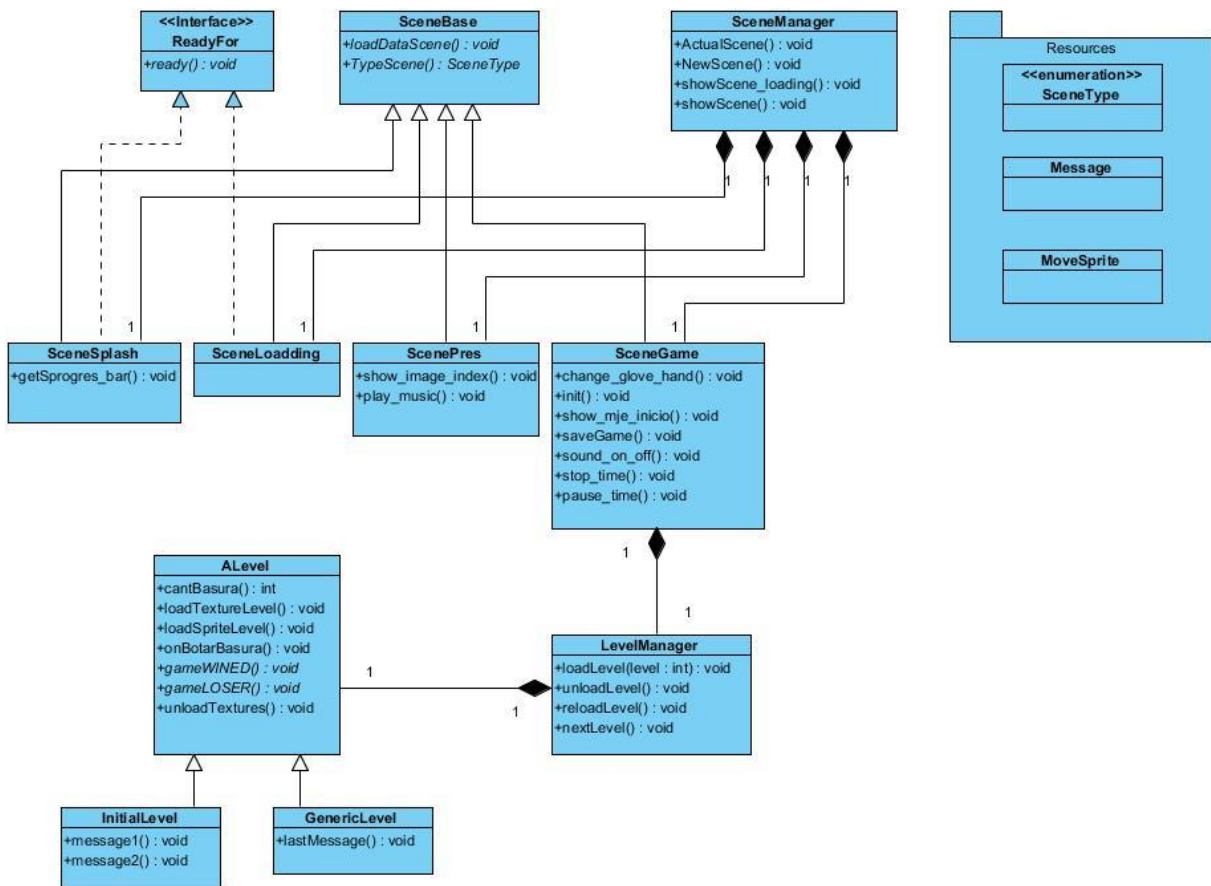 <<Interface>>
ReadyFor
+ready() : void
SceneBase
+loadDataScene() : void
+TypeScene() : SceneType
SceneManager
+ActualScene() : void
+NewScene() : void
+showScene_loading() : void
+showScene() : void
Resources
<<enumeration>>
SceneType
Message
MoveSprite
1
1
1
1
1
1
1
1
SceneSplash
+getSprogres_bar() : void
SceneLoadding
ScenePres
+show_image_index() : void
+play_music() : void
SceneGame
+change_glove_hand() : void
+init() : void
+show_mje_inicio() : void
+saveGame() : void
+sound_on_off() : void
+stop_time() : void
+pause_time() : void
1
1
ALevel
+cantBasura() : int
+loadTextureLevel() : void
+loadSpriteLevel() : void
+onBotarBasura() : void
+gameWINED() : void
+gameLOSER() : void
+unloadTextures() : void
1
1
LevelManager
+loadLevel(level : int) : void
+unloadLevel() : void
+reloadLevel() : void
+nextLevel() : void
InitialLevel
+message1() : void
+message2() : void
GenericLevel
+lastMessage() : void